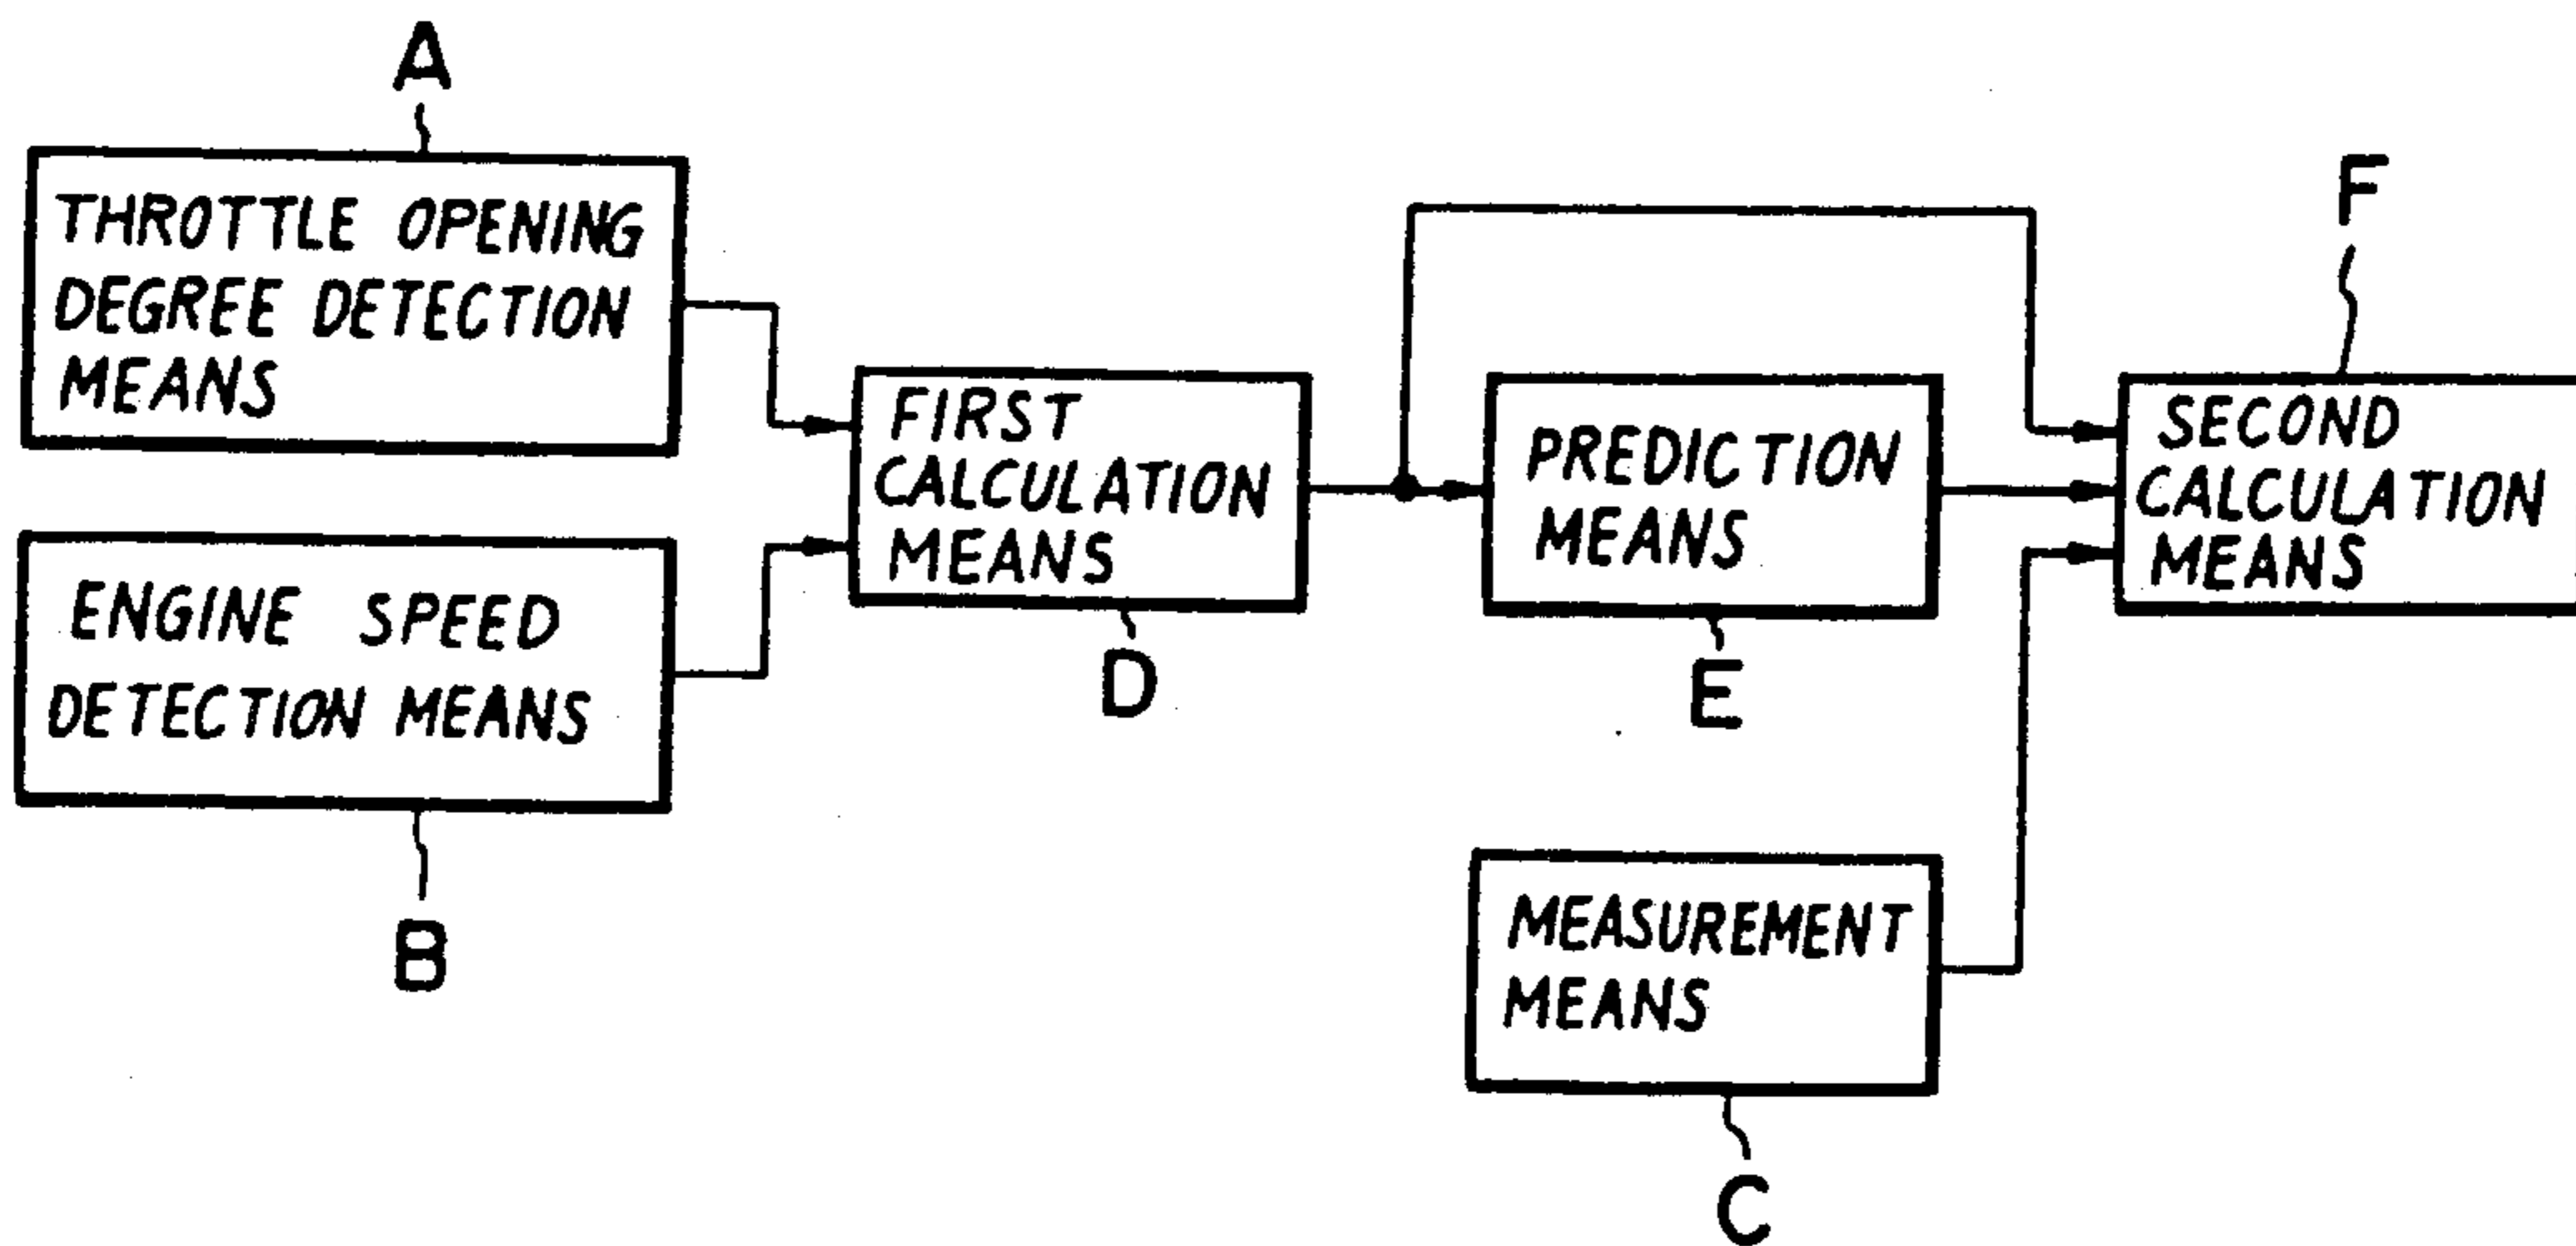 A
THROTTLE OPENING
DEGREE DETECTION
MEANS
ENGINE SPEED
DETECTION MEANS
B
FIRST
CALCULATION
MEANS
D
PREDICTION
MEANS
E
MEASUREMENT
MEANS
C
F
SECOND
CALCULATION
MEANS